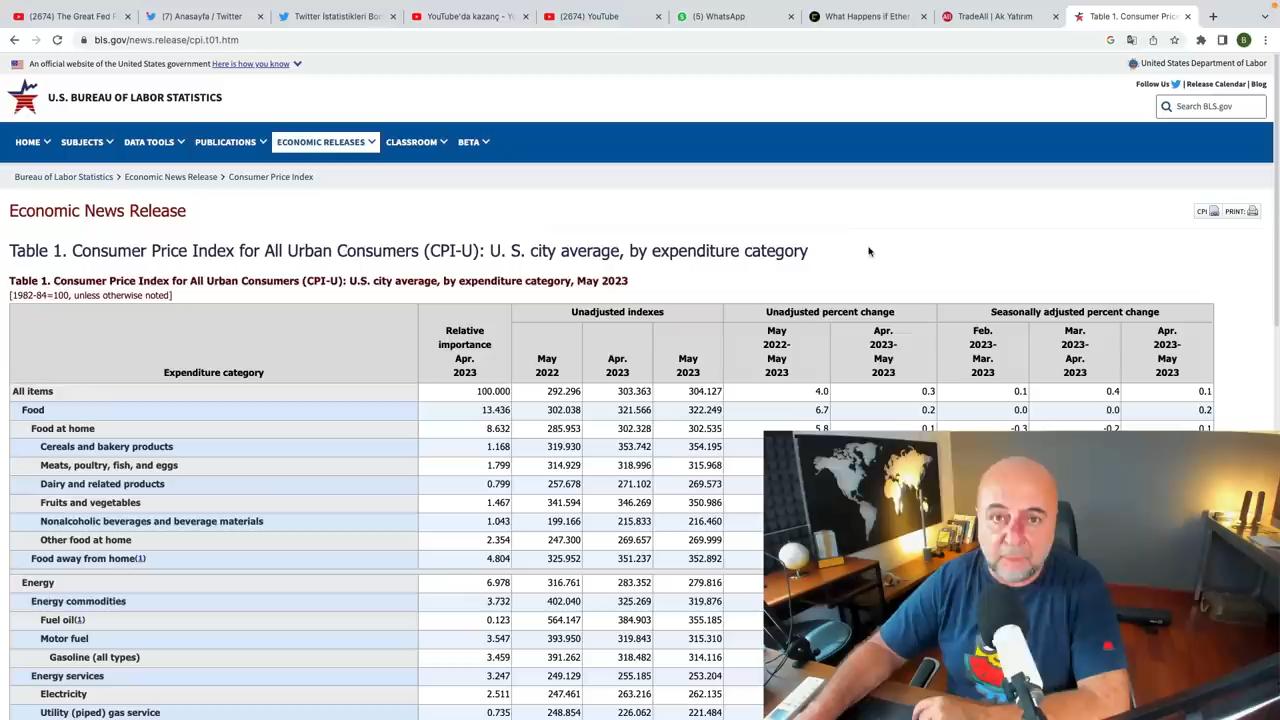 (2674) The Great Fed F
(7) Anasayfa / Twitter
Twitter İstatistikleri Bor
YouTube'da kazanç - Y
(2674) YouTube
(5) WhatsApp
What Happens if Ether
TradeAll | Ak Yatırım
Table 1. Consumer Price
bls.gov/news.release/cpi.t01.htm
B
An official website of the United States government Here is how you know
United States Department of Labor
Follow Us | Release Calendar | Blog
U.S. BUREAU OF LABOR STATISTICS
Search BLS.gov
HOME SUBJECTS DATA TOOLS PUBLICATIONS ECONOMIC RELEASES CLASSROOM BETA
Bureau of Labor Statistics > Economic News Release > Consumer Price Index
Economic News Release
CPI PRINT:
Table 1. Consumer Price Index for All Urban Consumers (CPI-U): U. S. city average, by expenditure category
Table 1. Consumer Price Index for All Urban Consumers (CPI-U): U.S. city average, by expenditure category, May 2023
[1982-84=100, unless otherwise noted]
Expenditure category
Relative importance Apr. 2023
Unadjusted indexes
May 2022
Apr. 2023
May 2023
Unadjusted percent change
May 2022- May 2023
Apr. 2023- May 2023
Seasonally adjusted percent change
Feb. 2023- Mar. 2023
Mar. 2023- Apr. 2023
Apr. 2023- May 2023
All items 100.000 292.296 303.363 304.127 4.0 0.3 0.1 0.4 0.1
Food 13.436 302.038 321.566 322.249 6.7 0.2 0.0 0.0 0.2
Food at home 8.632 285.953 302.328 302.535 5.8 0.1 -0.3 -0.2 0.1
Cereals and bakery products 1.168 319.930 353.742 354.195
Meats, poultry, fish, and eggs 1.799 314.929 318.996 315.968
Dairy and related products 0.799 257.678 271.102 269.573
Fruits and vegetables 1.467 341.594 346.269 350.986
Nonalcoholic beverages and beverage materials 1.043 199.166 215.833 216.460
Other food at home 2.354 247.300 269.657 269.999
Food away from home(1) 4.804 325.952 351.237 352.892
Energy 6.978 316.761 283.352 279.816
Energy commodities 3.732 402.040 325.269 319.876
Fuel oil(1) 0.123 564.147 384.903 355.185
Motor fuel 3.547 393.950 319.843 315.310
Gasoline (all types) 3.459 391.262 318.482 314.116
Energy services 3.247 249.129 255.185 253.204
Electricity 2.511 247.461 263.216 262.135
Utility (piped) gas service 0.735 248.854 226.062 221.484